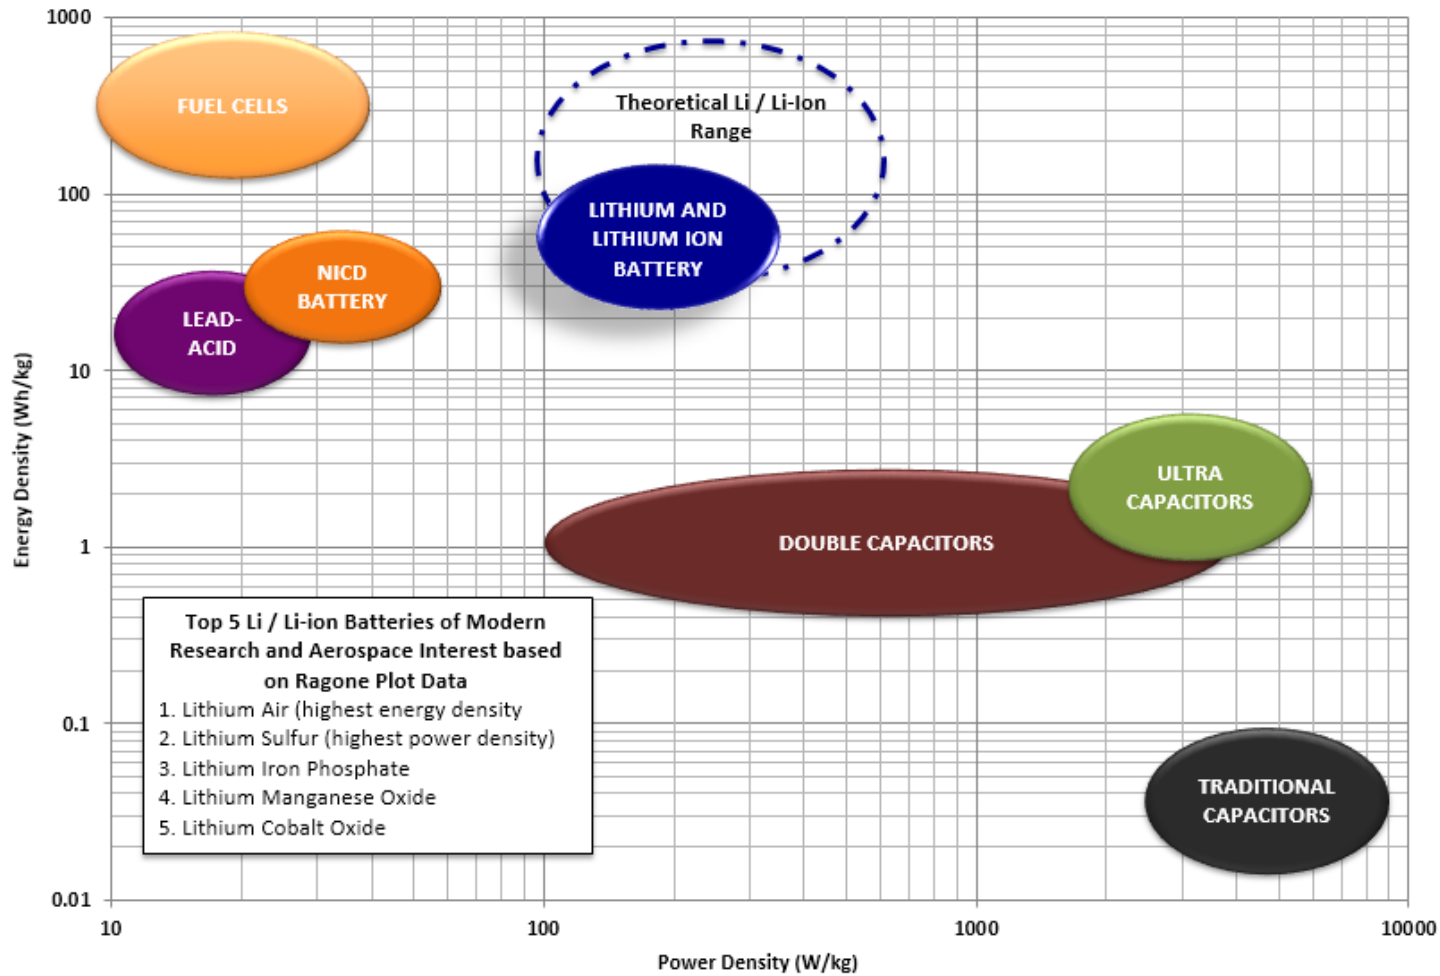 1000
100
10
1
0.1
0.01
Energy Density (Wh/kg)
FUEL CELLS
Theoretical Li / Li-Ion
Range
LITHIUM AND
LITHIUM ION
BATTERY
NICD
BATTERY
LEAD-
ACID
ULTRA
CAPACITORS
DOUBLE CAPACITORS
Top 5 Li / Li-ion Batteries of Modern
Research and Aerospace Interest based
on Ragone Plot Data
1. Lithium Air (highest energy density
2. Lithium Sulfur (highest power density)
3. Lithium Iron Phosphate
4. Lithium Manganese Oxide
5. Lithium Cobalt Oxide
TRADITIONAL
CAPACITORS
10 100 1000 10000
Power Density (W/kg)